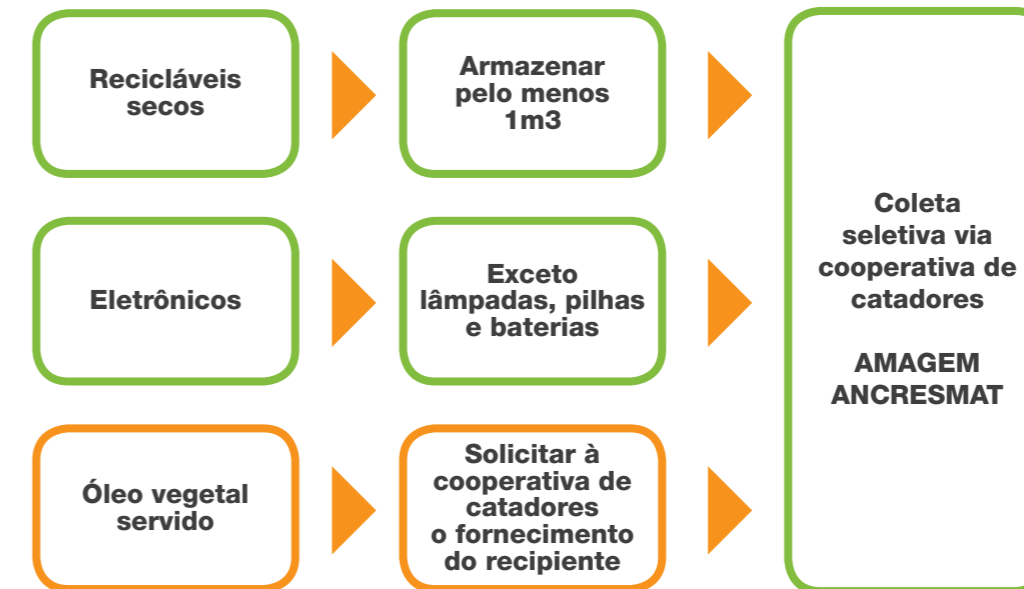 Recicláveis
secos
Armazenar
pelo menos
1m3
Eletrônicos
Exceto
lâmpadas, pilhas
e baterias
Óleo vegetal
servido
Solicitar à
cooperativa de
catadores
o fornecimento
do recipiente
Coleta
seletiva via
cooperativa de
catadores
AMAGEM
ANCRESMAT